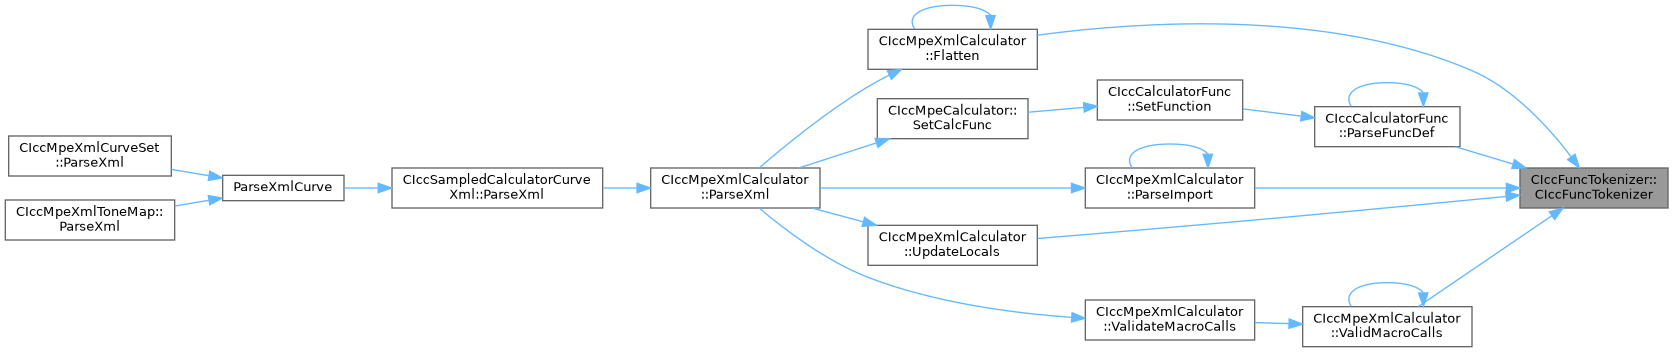 CIccMpeXmlCalculator
::Flatten
CIccCalculatorFunc
::SetFunction
CIccMpeCalculator::
SetCalcFunc
CIccCalculatorFunc
::ParseFuncDef
CIccMpeXmlCurveSet
::ParseXml
ParseXmlCurve
CIccSampledCalculatorCurve
Xml::ParseXml
CIccMpeXmlCalculator
::ParseXml
CIccMpeXmlCalculator
::ParseImport
CIccFuncTokenizer::
CIccFuncTokenizer
CIccMpeXmlToneMap::
ParseXml
CIccMpeXmlCalculator
::UpdateLocals
CIccMpeXmlCalculator
::ValidateMacroCalls
CIccMpeXmlCalculator
::ValidMacroCalls